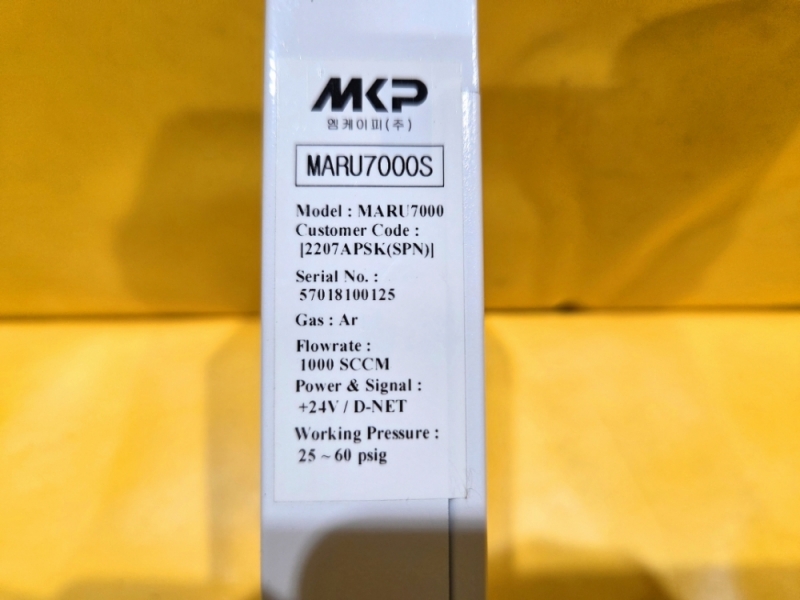 MKP
엠케이피(주)
MARU7000S
Model : MARU7000
Customer Code :
[2207APSK(SPN)]
Serial No. :
57018100125
Gas : Ar
Flowrate :
1000 SCCM
Power & Signal :
+24V / D-NET
Working Pressure :
25 ~ 60 psig